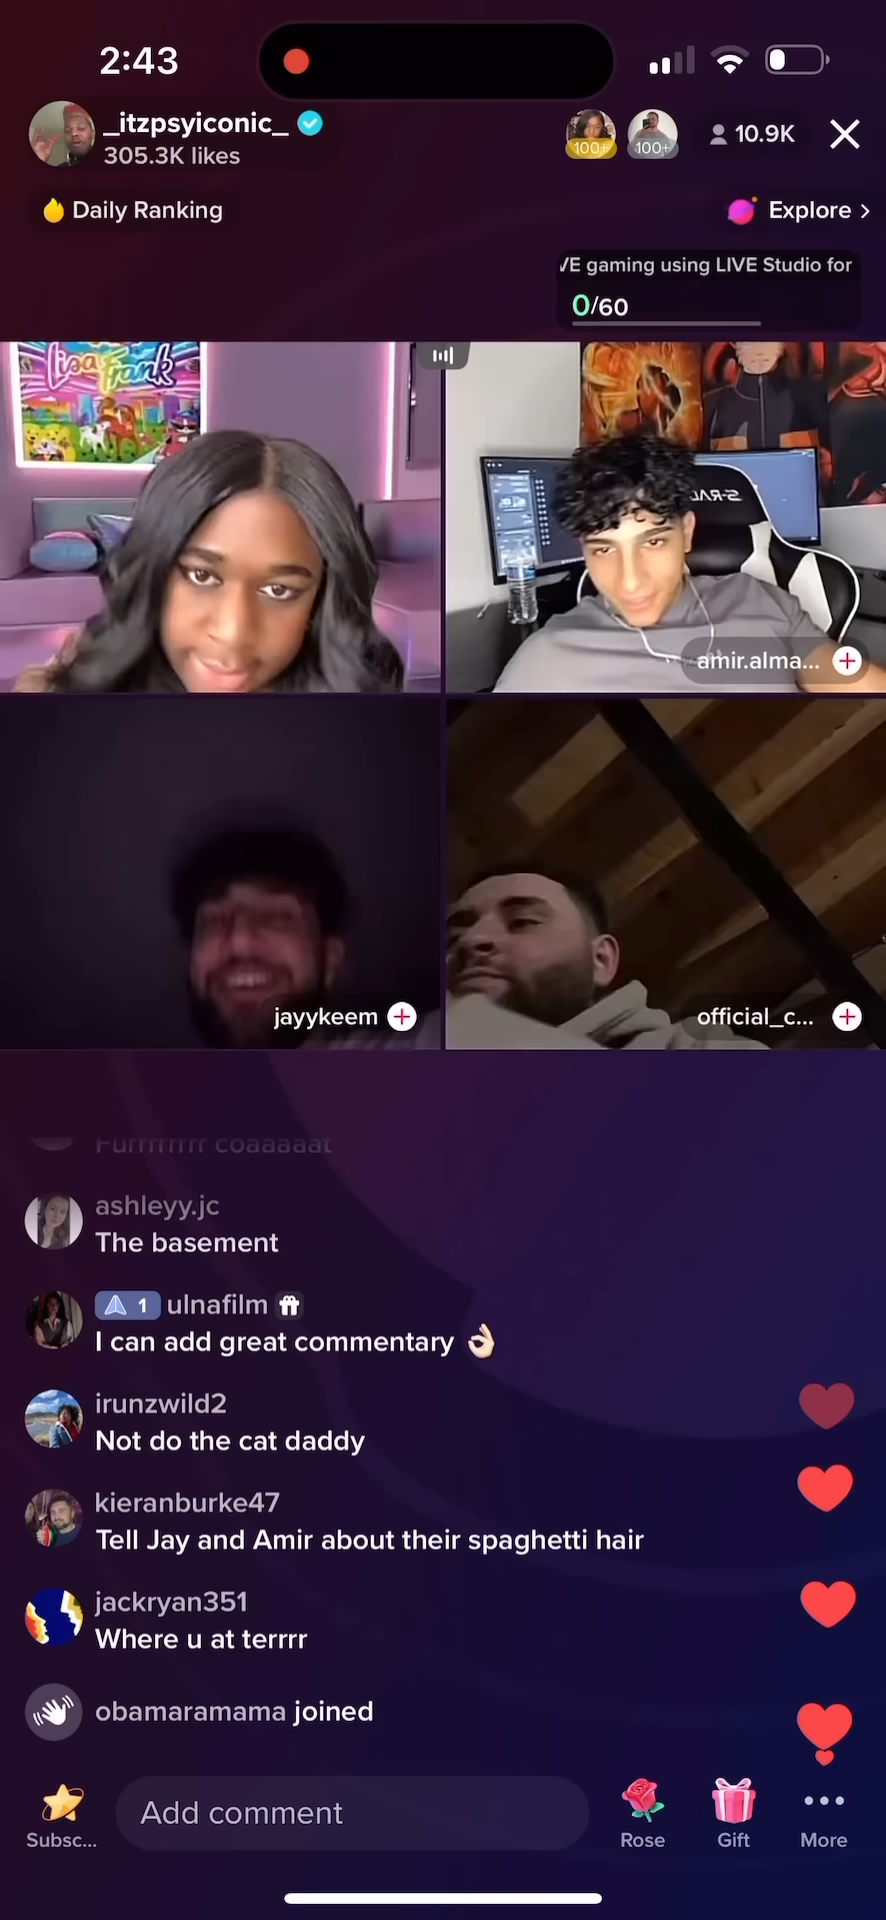 2:43
_itzpsyiconic_
305.3K likes
100+
100+
10.9K
Daily Ranking
Explore >
VE gaming using LIVE Studio for
0/60
Lisa Frank
S-RAC
amir.alma...
jayykeem
official_c...
Furrrrrrrr coaaaaat
ashleyy.jc
The basement
1 ulnafilm
I can add great commentary 👌🏻
irunzwild2
Not do the cat daddy
kieranburke47
Tell Jay and Amir about their spaghetti hair
jackryan351
Where u at terrrr
obamaramama joined
Subsc...
Add comment
Rose
Gift
More